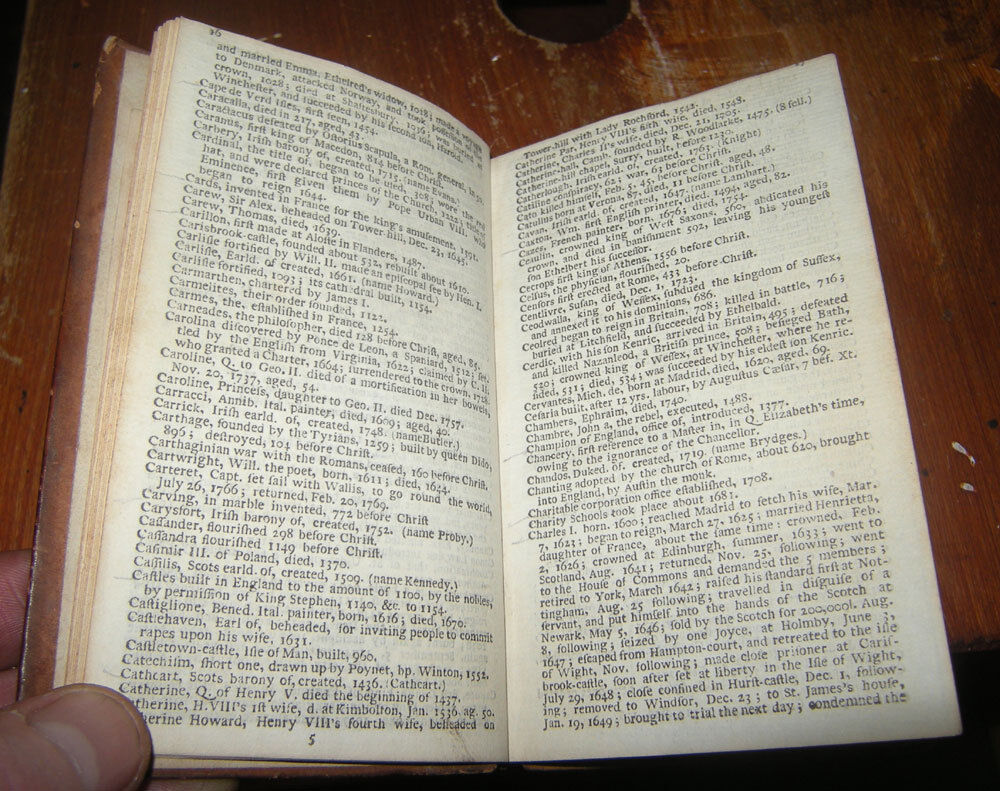 16
and married Emma, Ethelred's widow, 1018; made a voyage
to Denmark, attacked Norway, and took possession of the
crown, 1028; died at Shaftesbury, 1036; was buried at
Winchester, and succeeded by his second son, Harold.
Cape de Verd isles, first seen, 1454.
Caracalla, died in 217, aged, 43.
Caractacus defeated by Ostorius Scapula, a Rom. general, in, 50.
Caranus, first king of Macedon, 814 before Christ.
Carbery, Irish barony of, created, 1715. (name Evans.)
Cardinal, the title of, began to be used, 308; 1222, the red
hat, and were declared Princes of the Church, 1222; title,
Eminence, first given them by Pope Urban VIII. who
began to reign 1644.
Cards, invented in France for the king's amusement, 1391.
Carew, Sir Alex. beheaded on Tower-hill, Dec. 23, 1645.
Carew, Thomas, died, 1639.
Carillon, first made at Aloste in Flanders, 1487.
Carisbrook-castle, founded about 532, rebuilt about 1610.
Carlisle fortified by Will. II. made an episcopal see by Hen. I.
Carlisle, Earld. of, created, 1661. (name Howard.)
Carlisle fortified, 1093; its cathedral built, 1154.
Carmarthen, chartered by James I.
Carmelites, their order founded, 1122.
Carmes, the, established in France, 1254.
Carneades, the philosopher, died 128 before Christ, aged, 85.
Carolina discovered by Ponce de Leon, a Spaniard, 1512; set-
tled by the English from Virginia, 1622; claimed by C. II.
who granted a Charter, 1664; surrendered to the crown, 1728.
Caroline, Q. to Geo. II. died of a mortification in her bowels,
Nov. 20, 1737, aged, 54.
Caroline, Princess, daughter to Geo. II. died Dec. 1757.
Carracci, Annib. Ital. painter, died, 1609; aged, 40.
Carrick, Irish earld. of, created, 1748. (name Butler.)
Carthage, founded by the Tyrians, 1259; built by queen Dido,
896; destroyed, 103 before Christ.
Carthaginian war with the Romans, ceased, 160 before Christ.
Cartwright, Will. the poet, born, 1611; died, 1644.
Carteret, Capt. set sail with Wallis, to go round the world,
July 26, 1766; returned, Feb. 20, 1769.
Carving, in marble invented, 772 before Christ
Carysfort, Irish barony of, created, 1752. (name Proby.)
Cassander, flourished 298 before Christ.
Cassandra flourished 1149 before Christ.
Casimir III. of Poland, died, 1370.
Cassilis, Scots earld. of, created, 1509. (name Kennedy.)
Castles built in England to the amount of 1100, by the nobles,
by permission of King Stephen, 1140, &c. to 1154.
Castiglione, Bened. Ital. painter, born, 1616; died, 1670.
Castlehaven, Earl of, beheaded, for inviting people to commit
rapes upon his wife, 1631.
Castletown-castle, Isle of Man, built, 960.
Catechism, short one, drawn up by Poynet, bp. Winton, 1552.
Cathcart, Scots barony of, created, 1436. (Cathcart.)
Catherine, Q. of Henry V. died the beginning of 1437.
Catherine, H. VIII's 1st wife, d. at Kimbolton, Jan. 1536. ag. 50.
Catherine Howard, Henry VIII's fourth wife, beheaded on
5
Tower-hill with Lady Rochford, 1542.
Catherine Par, Henry VIII's sixth wife, died, 1548.
Catherine, Charles II's wife, died, Dec. 21, 1705.
Catherine-hall, Camb. founded by R. Woodlarke, 1475. (8 fell.)
Catherine-hill chapel, Surry, built, before, 1230.
Catherlough, Irish earld. of, created, 1763. (Knight)
Catiline conspiracy, 62; war, 63 before Christ.
Cato killed himself, Feb. 5, 45, before Christ, aged, 48.
Catullus born at Verona, 87, died, 11 before Christ.
Cavan, Irish earld. of, created, 1647. (name Lambart.)
Caxton, Wm. first English printer, died, 1494, aged, 82.
Cazes, French painter, born, 1676, died, 1754.
Ceaulin, crowned king of West Saxons, 560, abdicated his
crown, and died in banishment 592, leaving his youngest
son Ethelbert his successor.
Cecrops first king of Athens, 1556 before Christ.
Celsus, the physician, flourished, 20.
Censors first erected at Rome, 433 before Christ.
Centlivre, Susan, died, Dec. 1, 1723.
Ceodwalla, king of Wessex, subdued the kingdom of Sussex,
and annexed it to his dominions, 686.
Ceolred began to reign in Britain, 708; killed in battle, 716;
buried at Litchfield, and succeeded by Ethelbald.
Cerdic, with his son Kenric, arrived in Britain, 495; defeated
and killed Nazanleod, a British prince, 508; besieged Bath,
520; crowned king of Wessex, at Winchester, where he re-
sided, 511; died, 534; was succeeded by his eldest son Kenric.
Cervantes, Mich. de, born at Madrid, died, 1620, aged, 69.
Cesaria built, after 12 yrs. labour, by Augustus Cæsar, 7 bef. Xt.
Chambers, Ephraim, died, 1740.
Chambre, John a, the rebel, executed, 1488.
Champion of England, office of, introduced, 1377.
Chancery, first reference to a Master in, in Q. Elizabeth's time,
owing to the ignorance of the Chancellor.
Chandos, Duked. of, created, 1719. (name Brydges.)
Chanting adopted by the church of Rome, about 620, brought
into England, by Austin the monk.
Charitable corporation office established, 1708.
Charity Schools took place about 1681.
Charles I. born, 1600; reached Madrid to fetch his wife, Mar.
7, 1623; began to reign, March 27, 1625; married Henrietta,
daughter of France, about the same time: crowned, Feb.
2, 1626; crowned at Edinburgh, summer, 1633; went to
Scotland, Aug. 1641; returned, Nov. 25, following; went
to the House of Commons and demanded the 5 members;
retired to York, March 1642; raised his standard first at Not-
tingham, Aug. 25 following; travelled in disguise of a
servant, and put himself into the hands of the Scotch at
Newark, May 5, 1646; sold by the Scotch for 200,000l. Aug.
8, following; seized by one Joyce, at Holmby, June 3,
1647; escaped from Hampton-court, and retreated to the isle
of Wight, Nov. following; made close prisoner at Caris-
brook-castle, soon after set at liberty in the Isle of Wight,
July 29, 1648; close confined in Hurst-castle, Dec. 1, follow-
ing; removed to Windsor, Dec. 23; to St. James's house,
Jan. 19, 1649; brought to trial the next day; condemned the